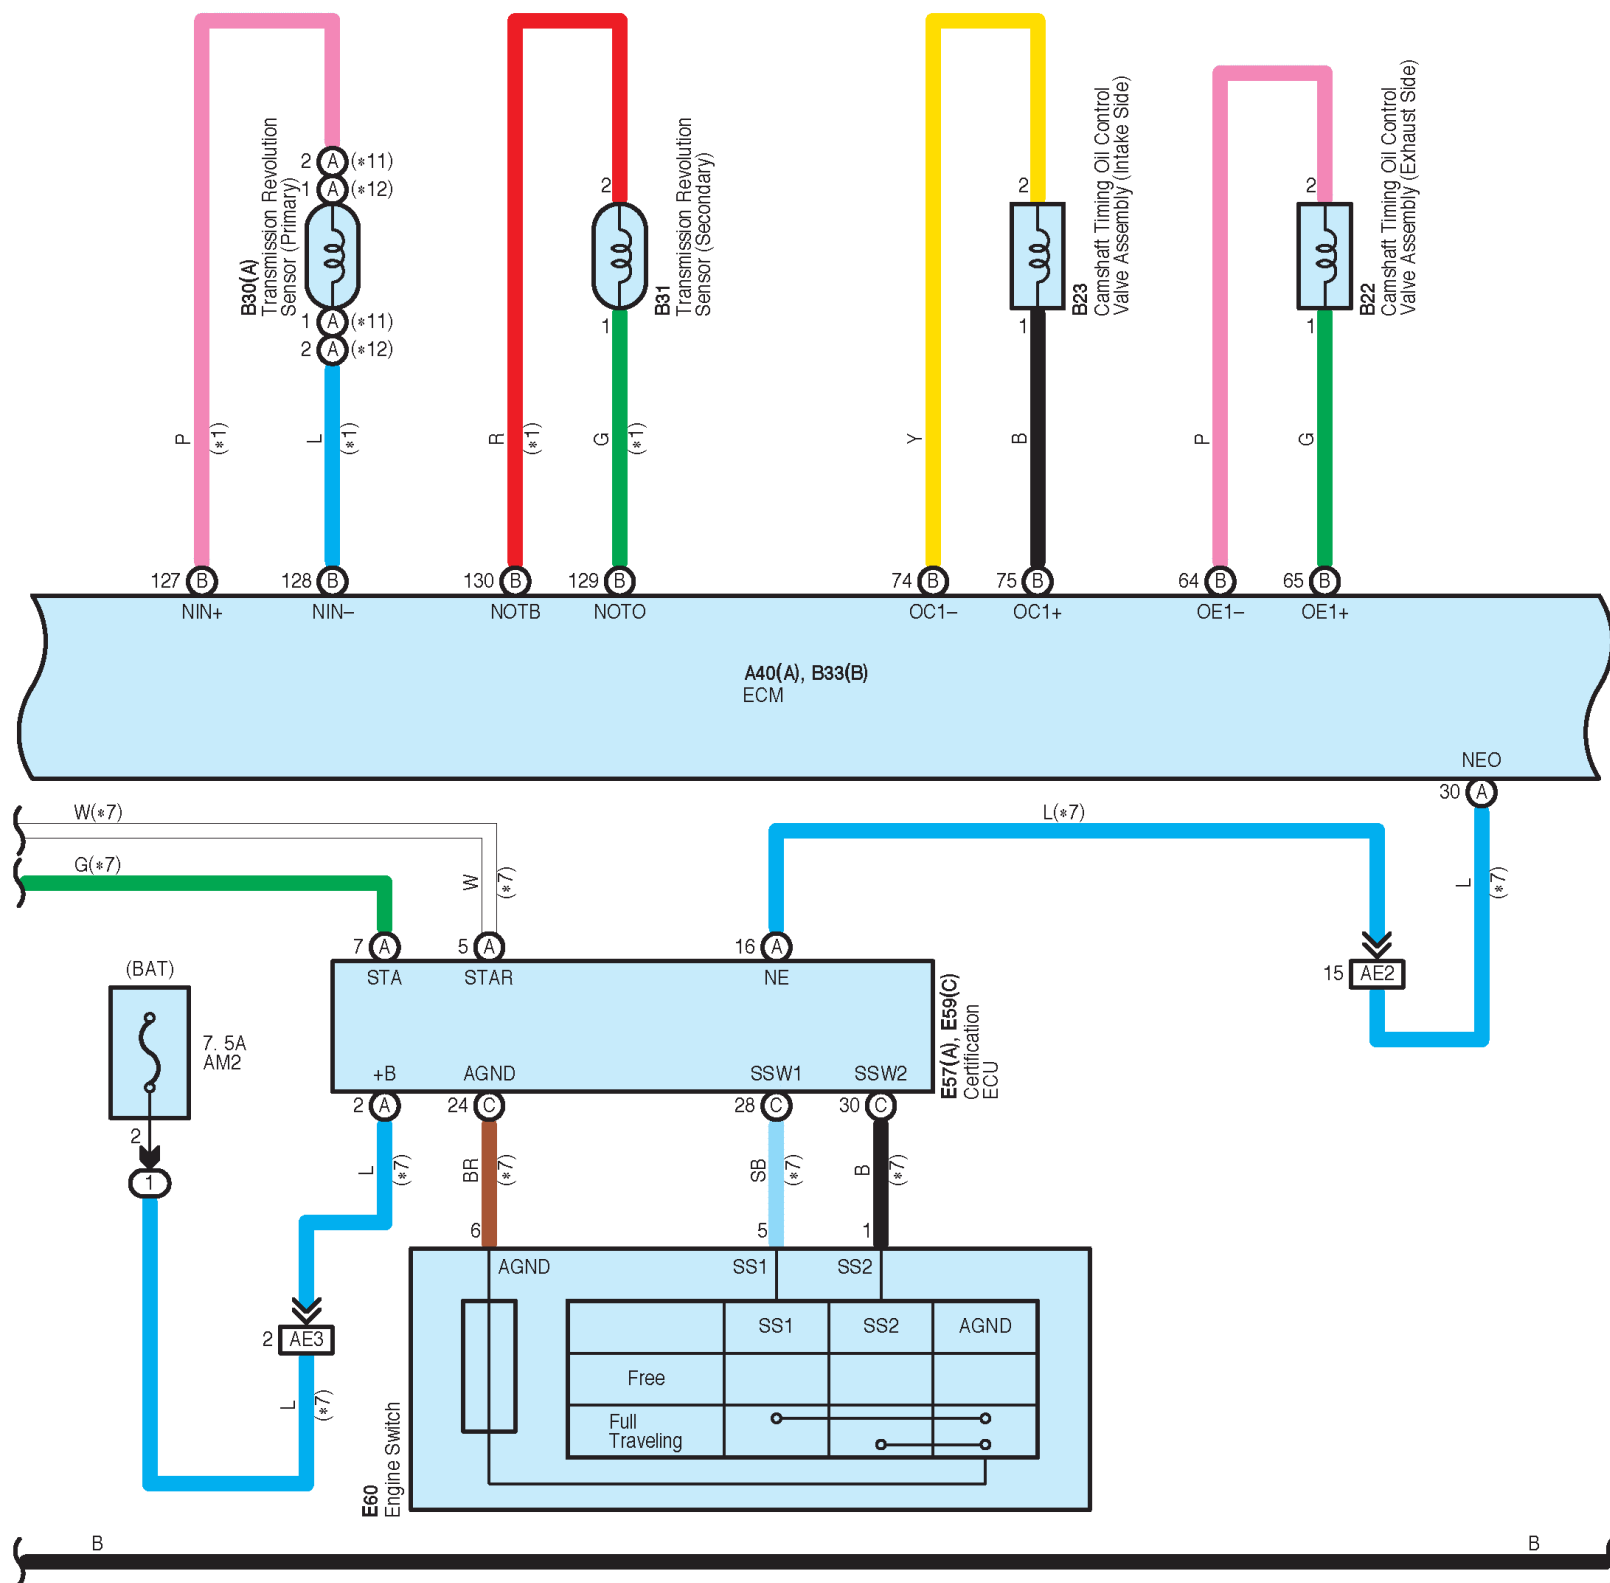 2 A (*11)
1 A (*12)
B30(A)
Transmission Revolution
Sensor (Primary)
1 A (*11)
2 A (*12)
P
(*1)
L
(*1)
2
B31
Transmission Revolution
Sensor (Secondary)
1
R
(*1)
G
(*1)
2
B23
Camshaft Timing Oil Control
Valve Assembly (Intake Side)
1
Y
B
2
B22
Camshaft Timing Oil Control
Valve Assembly (Exhaust Side)
1
P
G
127 B
128 B
130 B
129 B
74 B
75 B
64 B
65 B
NIN+
NIN–
NOTB
NOTO
OC1–
OC1+
OE1–
OE1+
A40(A), B33(B)
ECM
NEO
30 A
W(*7)
G(*7)
W
(*7)
L(*7)
L
(*7)
7 A
5 A
16 A
15 AE2
STA
STAR
NE
(BAT)
7. 5A
AM2
2
1
+B
AGND
SSW1
SSW2
E57(A), E59(C)
Certification
ECU
2 A
24 C
28 C
30 C
L
(*7)
BR
(*7)
SB
(*7)
B
(*7)
6
5
1
AGND
SS1
SS2
2 AE3
L
(*7)
SS1
SS2
AGND
Free
Full
Traveling
E60
Engine Switch
B
B